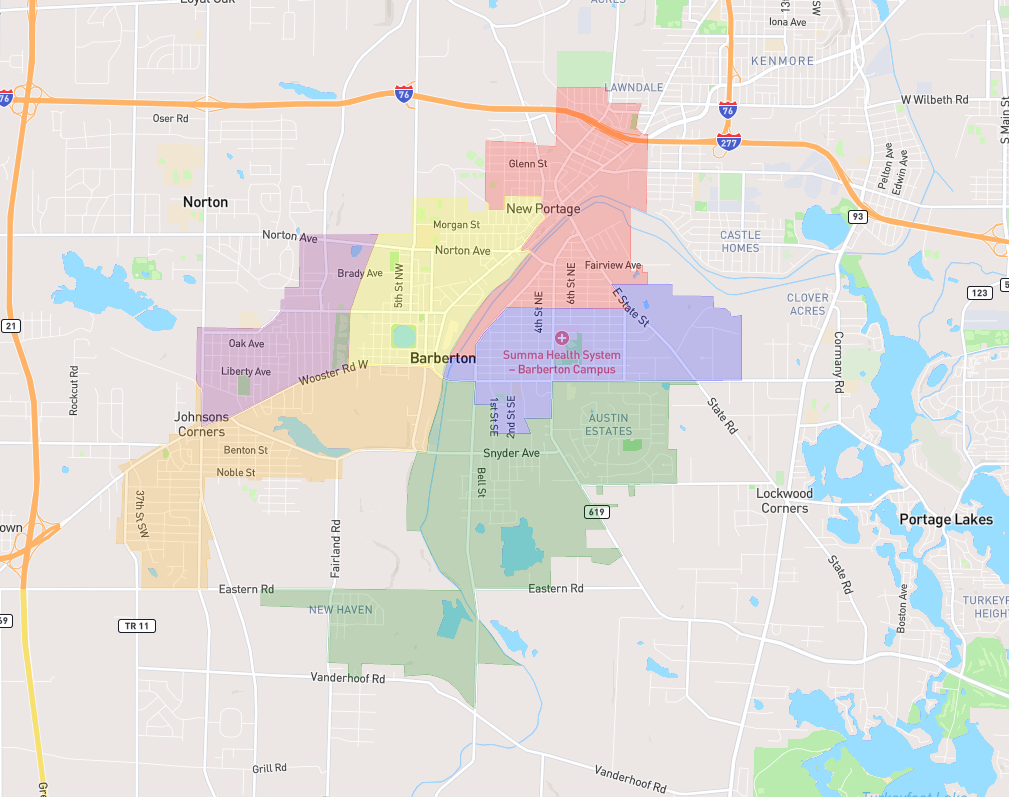 Loyal Oak
ACRES
SW
Iona Ave
KENMORE
76
76
LAWNDALE
W Wilbeth Rd
76
S Main St
Oser Rd
277
Glenn St
Pelton Ave
Edwin Ave
Norton
New Portage
93
Morgan St
Norton Ave
Norton Ave
CASTLE
HOMES
Brady Ave
5th St NW
Fairview Ave
6th St NE
4th St NE
E State St
123
CLOVER
ACRES
21
Oak Ave
Barberton
Summa Health System
– Barberton Campus
Cormany Rd
Liberty Ave
Wooster Rd W
Rockcut Rd
1st St SE
2nd St SE
State Rd
Johnsons
Corners
AUSTIN
ESTATES
Benton St
Snyder Ave
Noble St
Bell St
37th St SW
Lockwood
Corners
619
Portage Lakes
own
Fairland Rd
State Rd
Eastern Rd
Eastern Rd
Boston Ave
NEW HAVEN
TURKEYF
HEIGHT
69
TR 11
Vanderhoof Rd
Grill Rd
Vanderhoof Rd
Gre
Turkeyfoot Lake